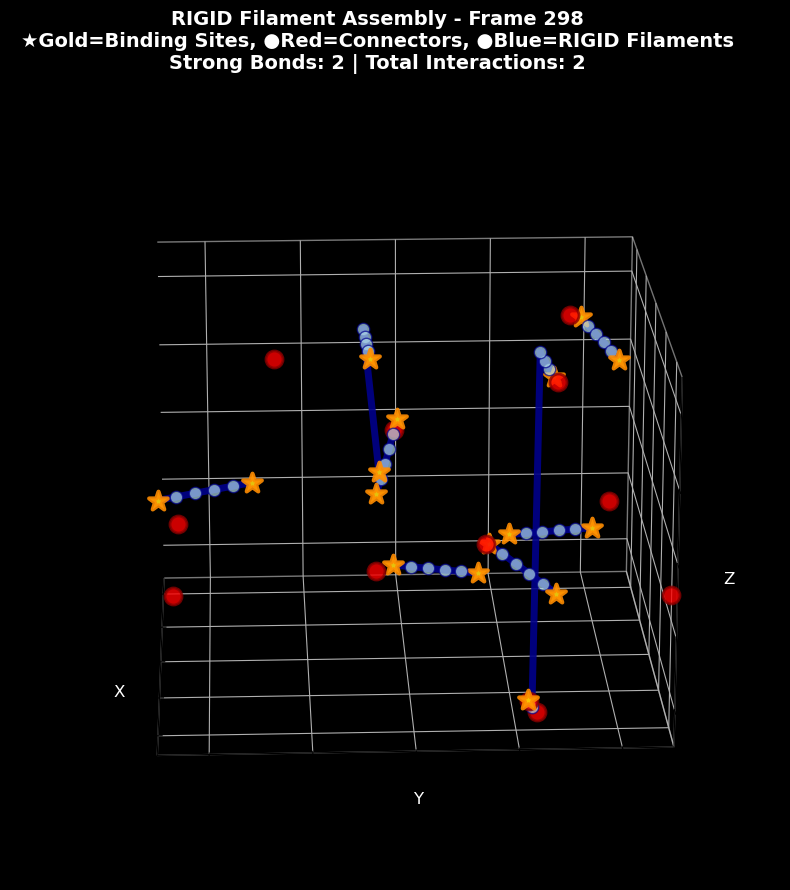 RIGID Filament Assembly - Frame 298
★Gold=Binding Sites, ●Red=Connectors, ●Blue=RIGID Filaments
Strong Bonds: 2 | Total Interactions: 2
Z
X
Y